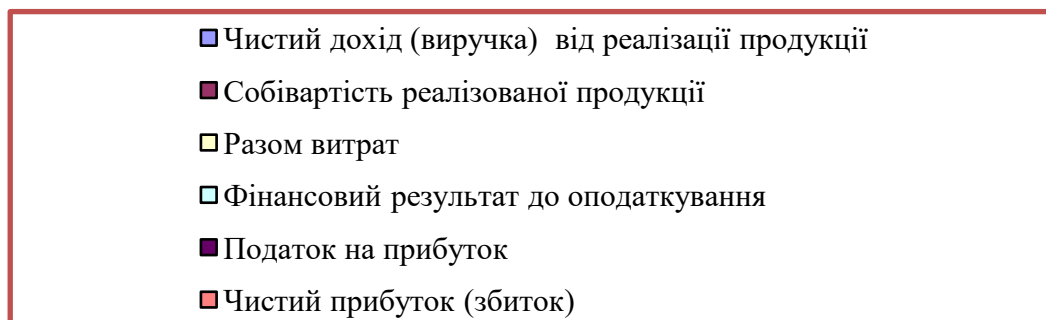 Чистий дохід (виручка) від реалізації продукції
Собівартість реалізованої продукції
Разом витрат
Фінансовий результат до оподаткування
Податок на прибуток
Чистий прибуток (збиток)